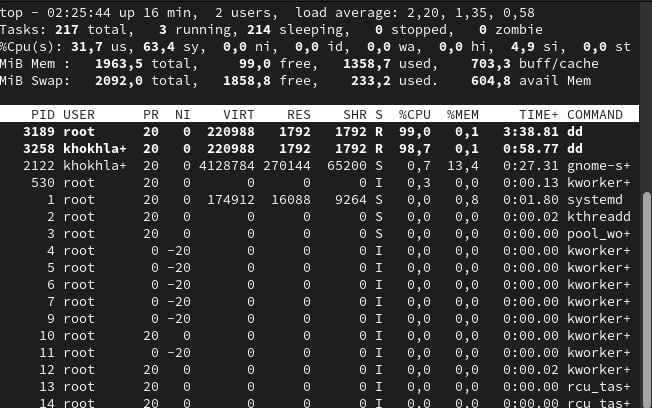 top - 02:25:44 up 16 min,  2 users,  load average: 2,20, 1,35, 0,58
Tasks: 217 total,   3 running, 214 sleeping,   0 stopped,   0 zombie
%Cpu(s): 31,7 us, 63,4 sy,  0,0 ni,  0,0 id,  0,0 wa,  0,0 hi,  4,9 si,  0,0 st
MiB Mem :   1963,5 total,     99,0 free,   1358,7 used,    703,3 buff/cache
MiB Swap:   2092,0 total,   1858,8 free,    233,2 used.    604,8 avail Mem
PID USER      PR  NI    VIRT    RES    SHR S  %CPU  %MEM     TIME+ COMMAND
3189 root      20   0  220988   1792   1792 R  99,0   0,1   3:38.81 dd
3258 khokhla+  20   0  220988   1792   1792 R  98,7   0,1   0:58.77 dd
2122 khokhla+  20   0 4128784 270144  65200 S   0,7  13,4   0:27.31 gnome-s+
530 root      20   0       0      0      0 I   0,3   0,0   0:00.13 kworker+
1 root      20   0  174912  16088   9264 S   0,0   0,8   0:01.80 systemd
2 root      20   0       0      0      0 S   0,0   0,0   0:00.02 kthreadd
3 root      20   0       0      0      0 S   0,0   0,0   0:00.00 pool_wo+
4 root       0 -20       0      0      0 I   0,0   0,0   0:00.00 kworker+
5 root       0 -20       0      0      0 I   0,0   0,0   0:00.00 kworker+
6 root       0 -20       0      0      0 I   0,0   0,0   0:00.00 kworker+
7 root       0 -20       0      0      0 I   0,0   0,0   0:00.00 kworker+
9 root       0 -20       0      0      0 I   0,0   0,0   0:00.00 kworker+
10 root      20   0       0      0      0 I   0,0   0,0   0:00.00 kworker+
11 root       0 -20       0      0      0 I   0,0   0,0   0:00.00 kworker+
12 root      20   0       0      0      0 I   0,0   0,0   0:00.02 kworker+
13 root      20   0       0      0      0 I   0,0   0,0   0:00.00 rcu_tas+
14 root      20   0       0      0      0 I   0,0   0,0   0:00.00 rcu_tas+